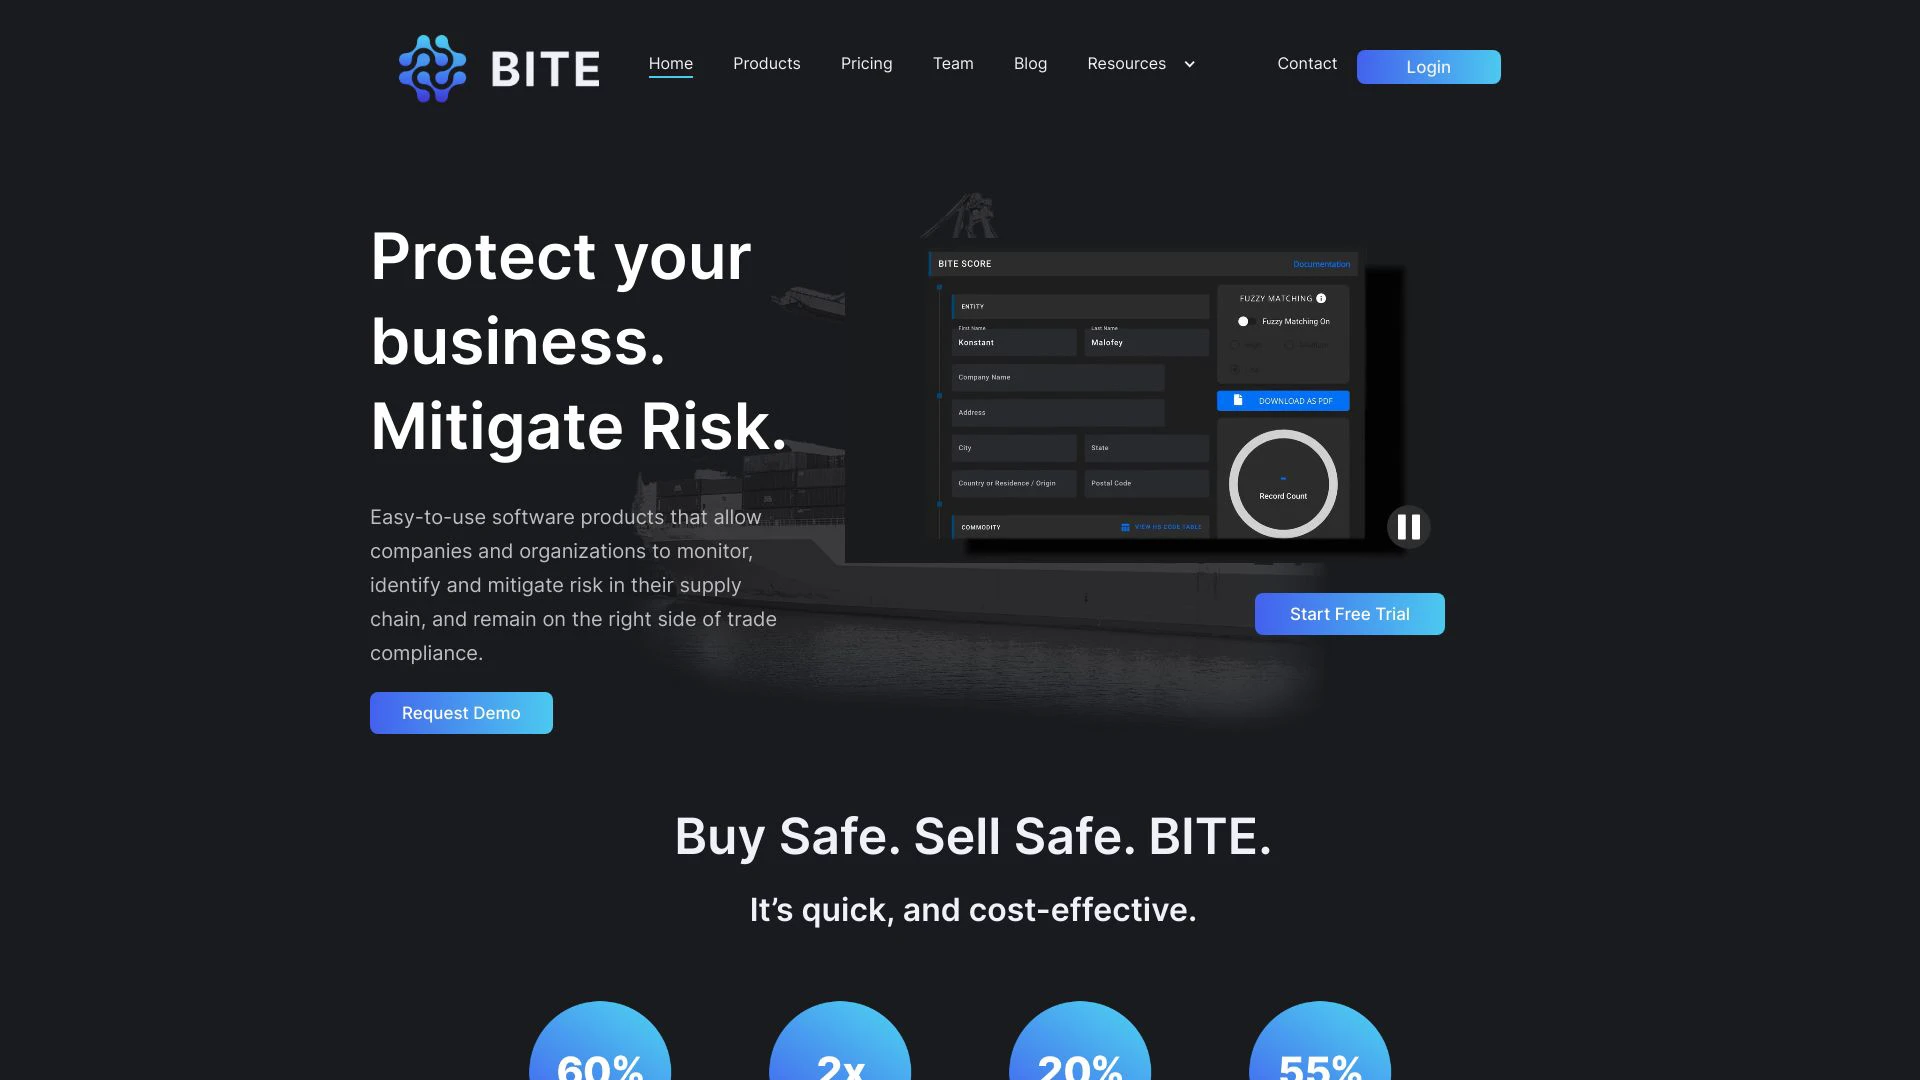 BITE
Home
Products
Pricing
Team
Blog
Resources
Contact
Login
Protect your
business.
Mitigate Risk.
Easy-to-use software products that allow
companies and organizations to monitor,
identify and mitigate risk in their supply
chain, and remain on the right side of trade
compliance.
Request Demo
BITE SCORE
Documentation
ENTITY
First Name
Last Name
Konstant
Malofey
Company Name
Address
City
State
Country or Residence / Origin
Postal Code
COMMODITY
VIEW HS CODE TABLE
FUZZY MATCHING
Fuzzy Matching On
DOWNLOAD AS PDF
-
Record Count
Start Free Trial
Buy Safe. Sell Safe. BITE.
It’s quick, and cost-effective.
60%
2x
20%
55%